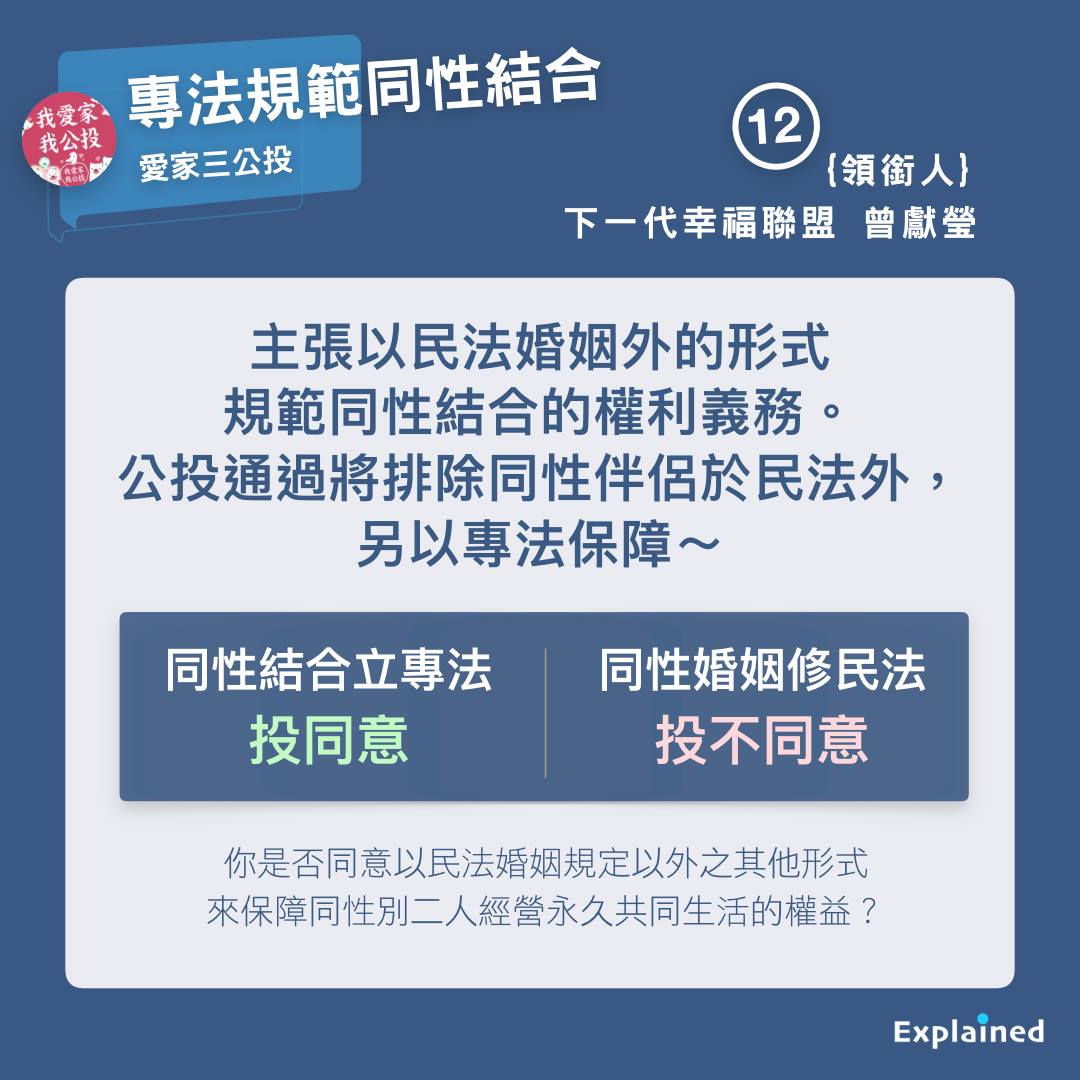 專法規範同性結合
我愛家
我公投
我愛家
我公投
愛家三公投
12
{領銜人}
下一代幸福聯盟 曾獻瑩
主張以民法婚姻外的形式
規範同性結合的權利義務。
公投通過將排除同性伴侶於民法外，
另以專法保障～
同性結合立專法
投同意
同性婚姻修民法
投不同意
你是否同意以民法婚姻規定以外之其他形式
來保障同性別二人經營永久共同生活的權益？
Explained